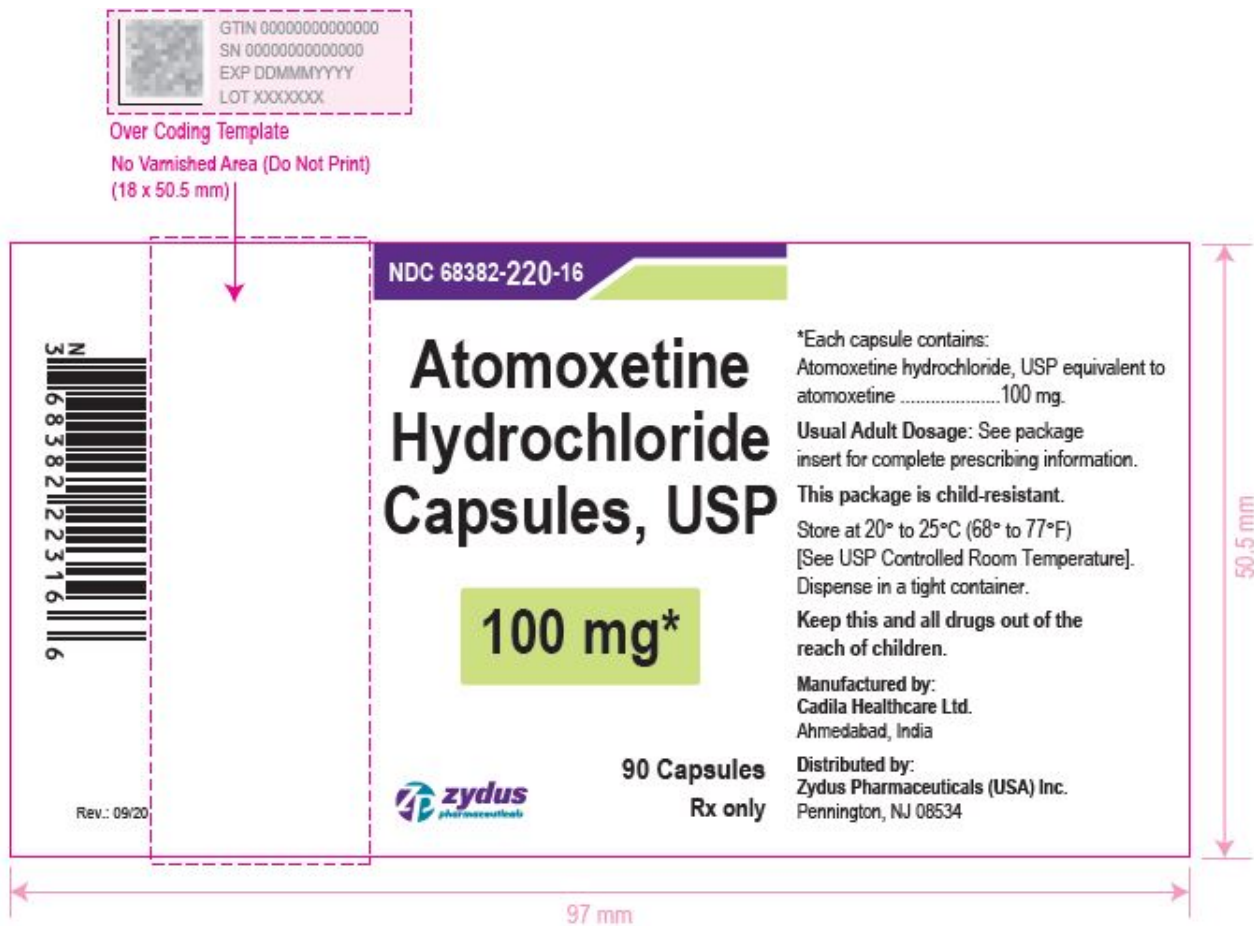 GTIN 00000000000000
SN 00000000000000
EXP DDMMMYYYY
LOT XXXXXXX
Over Coding Template
No Varnished Area (Do Not Print)
(18 x 50.5 mm)
N
3 68382 22316 6
Rev.: 09/20
NDC 68382-220-16
Atomoxetine
Hydrochloride
Capsules, USP
100 mg*
90 Capsules
Rx only
zydus
pharmaceuticals
*Each capsule contains:
Atomoxetine hydrochloride, USP equivalent to
atomoxetine ....................100 mg.
Usual Adult Dosage: See package
insert for complete prescribing information.
This package is child-resistant.
Store at 20° to 25°C (68° to 77°F)
[See USP Controlled Room Temperature].
Dispense in a tight container.
Keep this and all drugs out of the
reach of children.
Manufactured by:
Cadila Healthcare Ltd.
Ahmedabad, India
Distributed by:
Zydus Pharmaceuticals (USA) Inc.
Pennington, NJ 08534
50.5 mm
97 mm